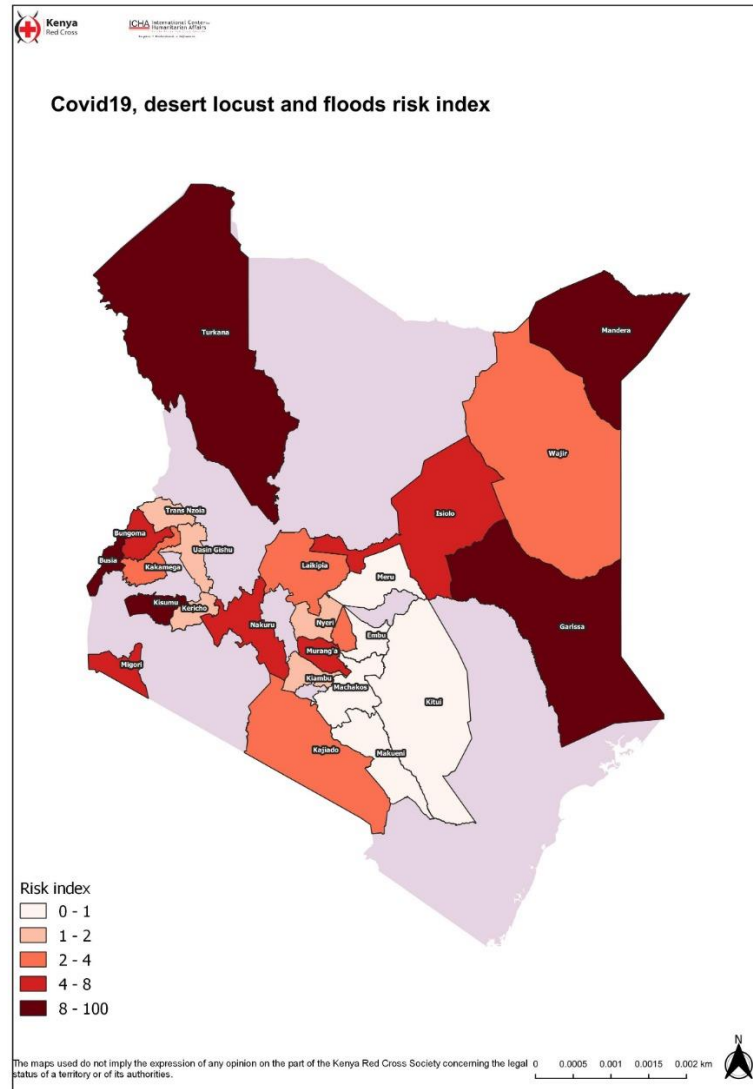 Kenya
Red Cross
ICHA International Center for
Humanitarian Affairs
Covid19, desert locust and floods risk index
Turkana
Mandera
Wajir
Isiolo
Trans Nzoia
Bungoma
Uasin Gishu
Busia
Kakamega
Laikipia
Meru
Garissa
Kisumu
Kericho
Nakuru
Nyeri
Embu
Murang'a
Migori
Kiambu
Machakos
Kitui
Kajiado
Makueni
Risk index
0 - 1
1 - 2
2 - 4
4 - 8
8 - 100
N
The maps used do not imply the expression of any opinion on the part of the Kenya Red Cross Society concerning the legal
status of a territory or of its authorities.
0 0.0005 0.001 0.0015 0.002 km